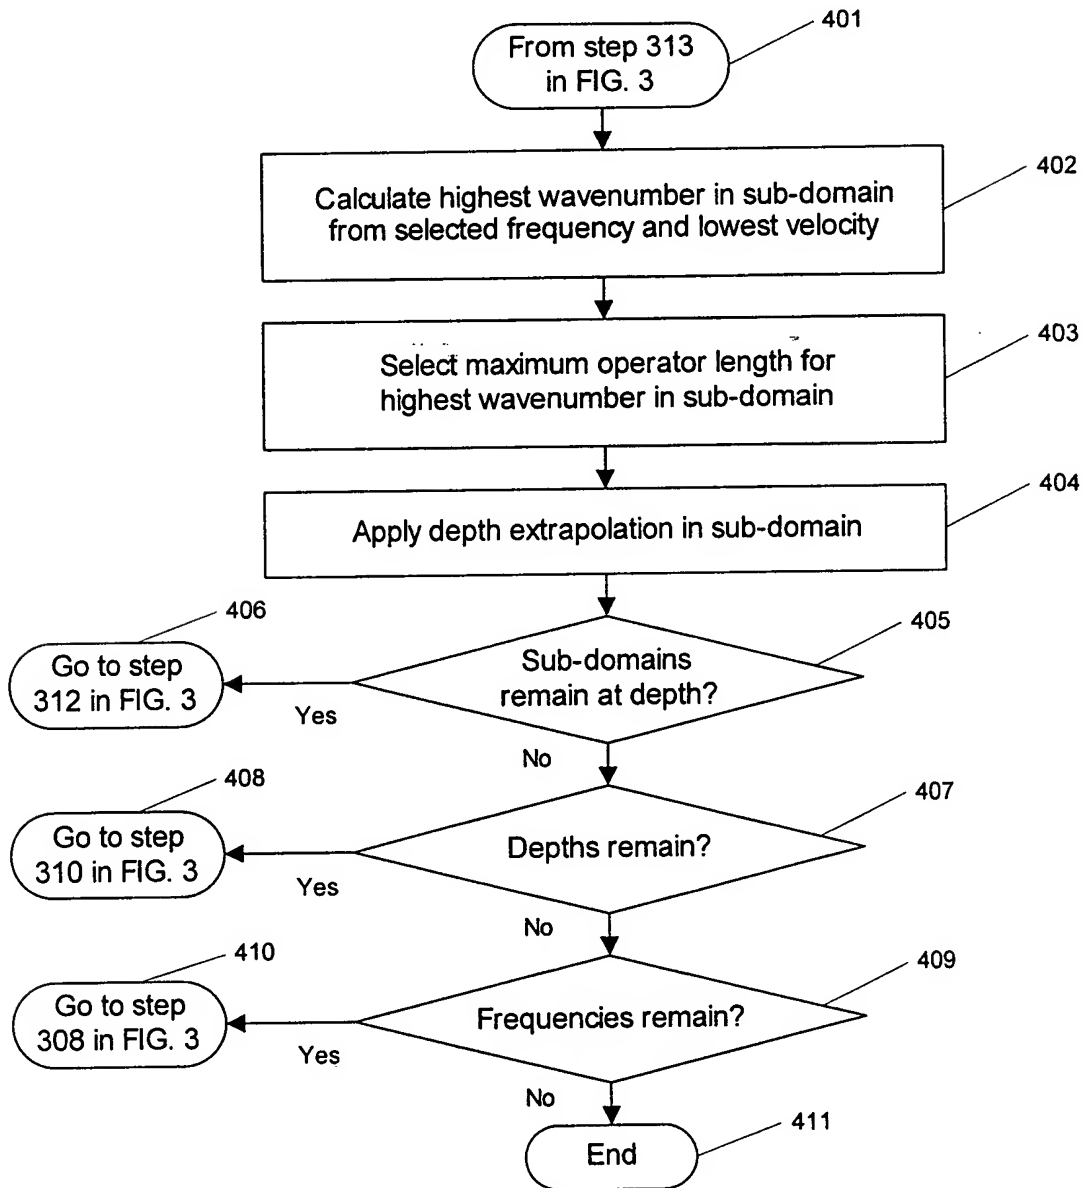 401
From step 313
in FIG. 3
402
Calculate highest wavenumber in sub-domain
from selected frequency and lowest velocity
403
Select maximum operator length for
highest wavenumber in sub-domain
404
Apply depth extrapolation in sub-domain
406
405
Go to step
312 in FIG. 3
Yes
Sub-domains
remain at depth?
No
408
407
Go to step
310 in FIG. 3
Yes
Depths remain?
No
410
409
Go to step
308 in FIG. 3
Yes
Frequencies remain?
No
411
End